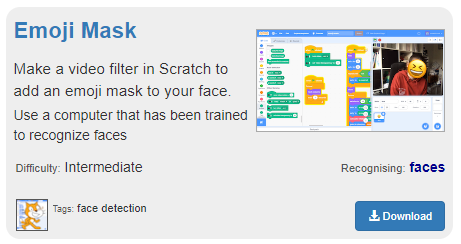 Emoji Mask
Make a video filter in Scratch to
add an emoji mask to your face.
Use a computer that has been trained
to recognize faces
Difficulty: Intermediate
Recognising: faces
Tags: face detection
Download